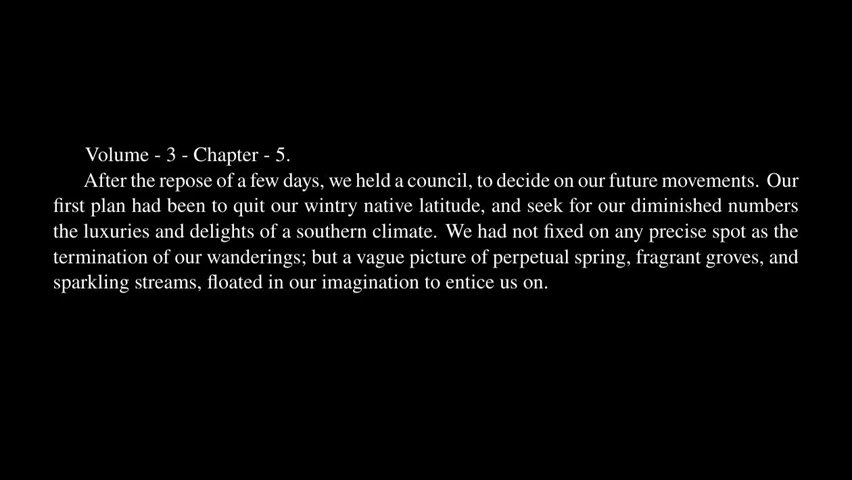 Volume - 3 - Chapter - 5.
After the repose of a few days, we held a council, to decide on our future movements. Our
first plan had been to quit our wintry native latitude, and seek for our diminished numbers
the luxuries and delights of a southern climate. We had not fixed on any precise spot as the
termination of our wanderings; but a vague picture of perpetual spring, fragrant groves, and
sparkling streams, floated in our imagination to entice us on.